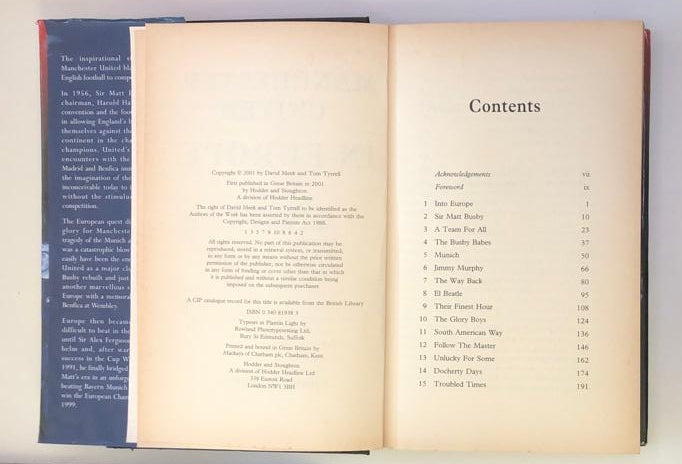 The inspirational s
Manchester United bla
English football to compe
In 1956, Sir Matt B
chairman, Harold Ha
convention and the foo
in allowing England's
themselves against the
continent in the cha
champions. United's
encounters with the
Madrid and Benfica
the imagination of the
inconceivable today to i
without the stimulus
competition.
The European quest di
glory for Manchester
tragedy of the Munich a
was a catastrophic blow
easily have been the en
United as a major cl
Busby rebuilt and just
another marvellous s
Europe with a memora
Benfica at Wembley.
Europe then became
difficult to beat in the
until Sir Alex Ferguson
helm and, after war
success in the Cup W
1991, he finally bridged
Matt's era in an unforge
beating Bayern Munich
win the European Cham
1999.
Copyright © 2001 by David Meek and Tom Tyrrell
First published in Great Britain in 2001
by Hodder and Stoughton
A division of Hodder Headline
The right of David Meek and Tom Tyrrell to be identified as the
Authors of the Work has been asserted by them in accordance with the
Copyright, Designs and Patents Act 1988.
1 3 5 7 9 10 8 6 4 2
All rights reserved. No part of this publication may be
reproduced, stored in a retrieval system, or transmitted,
in any form or by any means without the prior written
permission of the publisher, nor be otherwise circulated
in any form of binding or cover other than that in which
it is published and without a similar condition being
imposed on the subsequent purchaser.
A CIP catalogue record for this title is available from the British Library
ISBN 0 340 81938 3
Typeset in Plantin Light by
Rowland Phototypesetting Ltd,
Bury St Edmunds, Suffolk
Printed and bound in Great Britain by
Mackays of Chatham plc, Chatham, Kent
Hodder and Stoughton
A division of Hodder Headline Ltd
338 Euston Road
London NW1 3BH
Contents
Acknowledgements vii
Foreword ix
1 Into Europe 1
2 Sir Matt Busby 10
3 A Team For All 23
4 The Busby Babes 37
5 Munich 50
6 Jimmy Murphy 66
7 The Way Back 80
8 El Beatle 95
9 Their Finest Hour 108
10 The Glory Boys 124
11 South American Way 136
12 Follow The Master 146
13 Unlucky For Some 162
14 Docherty Days 174
15 Troubled Times 191